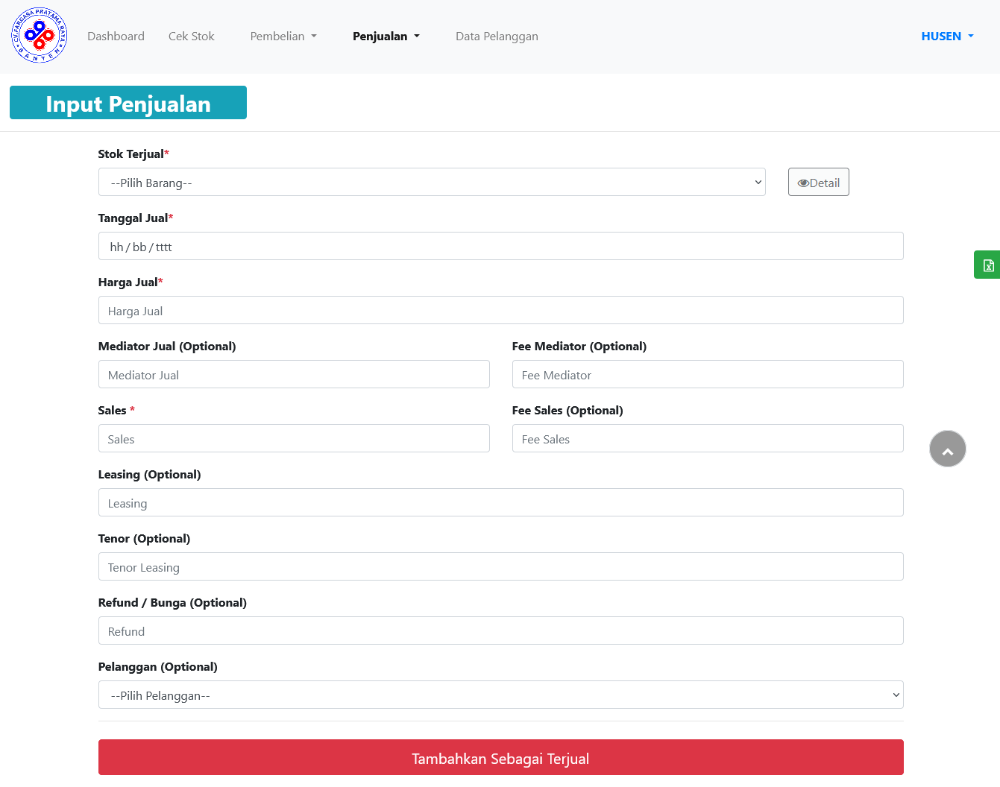 CV.FARGASA PRATAMA RAYA
BANTEN
Dashboard Cek Stok Pembelian Penjualan Data Pelanggan HUSEN
Input Penjualan
Stok Terjual*
--Pilih Barang-- Detail
Tanggal Jual*
hh/bb/tttt
Harga Jual*
Harga Jual
Mediator Jual (Optional) Fee Mediator (Optional)
Mediator Jual Fee Mediator
Sales * Fee Sales (Optional)
Sales Fee Sales
Leasing (Optional)
Leasing
Tenor (Optional)
Tenor Leasing
Refund / Bunga (Optional)
Refund
Pelanggan (Optional)
--Pilih Pelanggan--
Tambahkan Sebagai Terjual